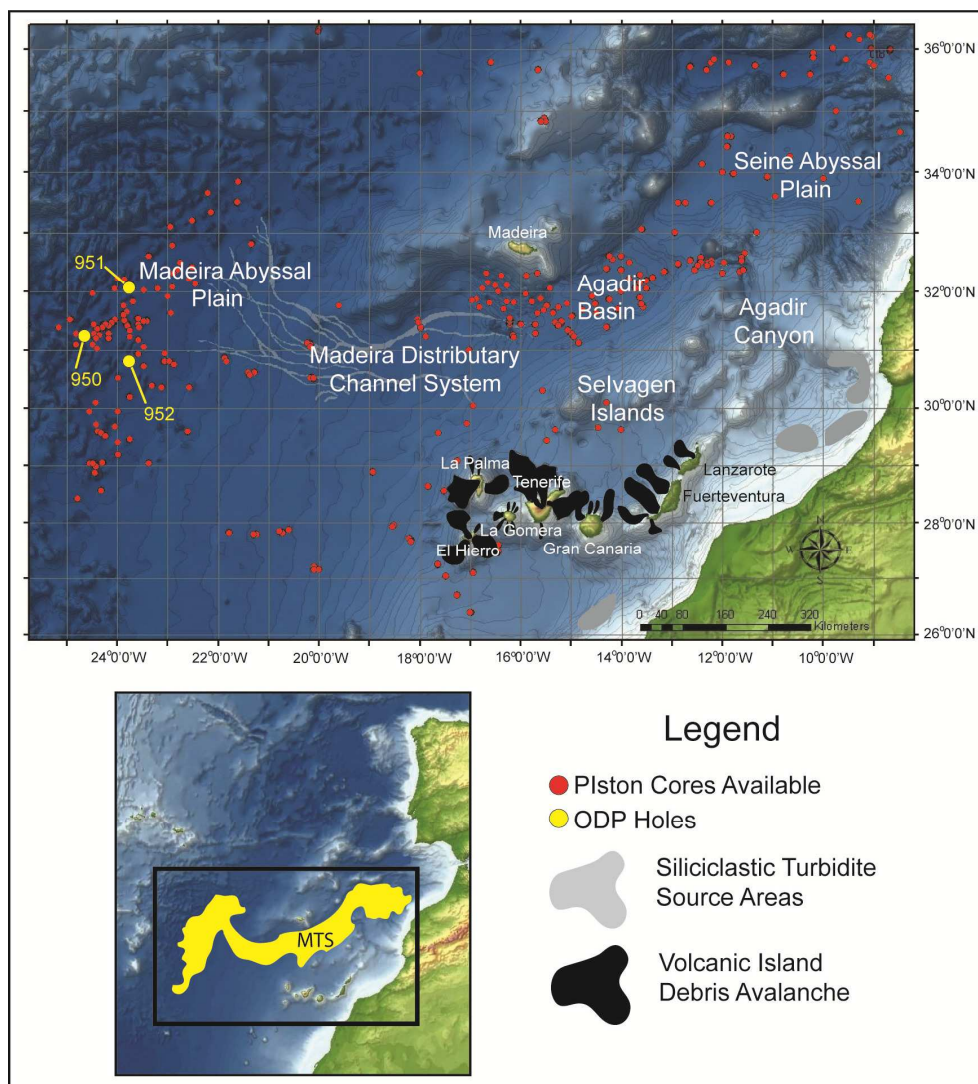 36°0'0"N
Seine Abyssal
Plain
34°0'0"N
Madeira
951
Madeira Abyssal
Plain
Agadir
Basin
32°0'0"N
Agadir
Canyon
950
Madeira Distributary
Channel System
952
Selvagen
Islands
30°0'0"N
La Palma
Lanzarote
Tenerife
Fuerteventura
La Gomera
28°0'0"N
El Hierro
Gran Canaria
N
W
E
S
0 40 80 160 240 320
Kilometers
26°0'0"N
24°0'0"W 22°0'0"W 20°0'0"W 18°0'0"W 16°0'0"W 14°0'0"W 12°0'0"W 10°0'0"W
MTS
Legend
PIston Cores Available
ODP Holes
Siliciclastic Turbidite
Source Areas
Volcanic Island
Debris Avalanche